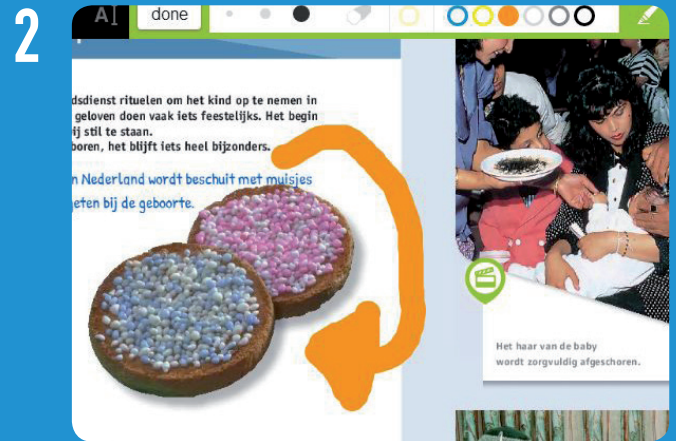 2
A
done
dsdienst rituelen om het kind op te nemen in
geloven doen vaak iets feestelijks. Het begin
ij stil te staan.
boren, het blijft iets heel bijzonders.
n Nederland wordt beschuit met muisjes
geten bij de geboorte.
Het haar van de baby
wordt zorgvuldig afgeschoren.